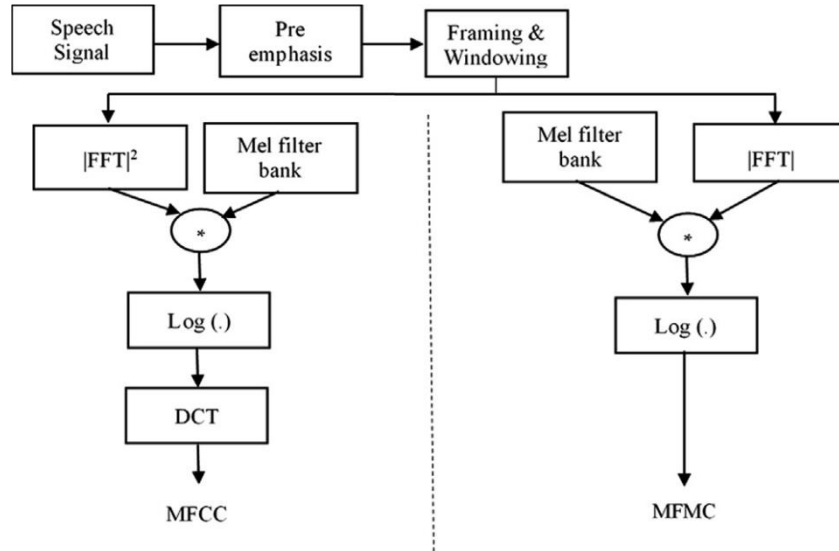 Speech
Signal
Pre
emphasis
Framing &
Windowing
|FFT|²
Mel filter
bank
*
Log (.)
DCT
MFCC
Mel filter
bank
|FFT|
*
Log (.)
MFMC